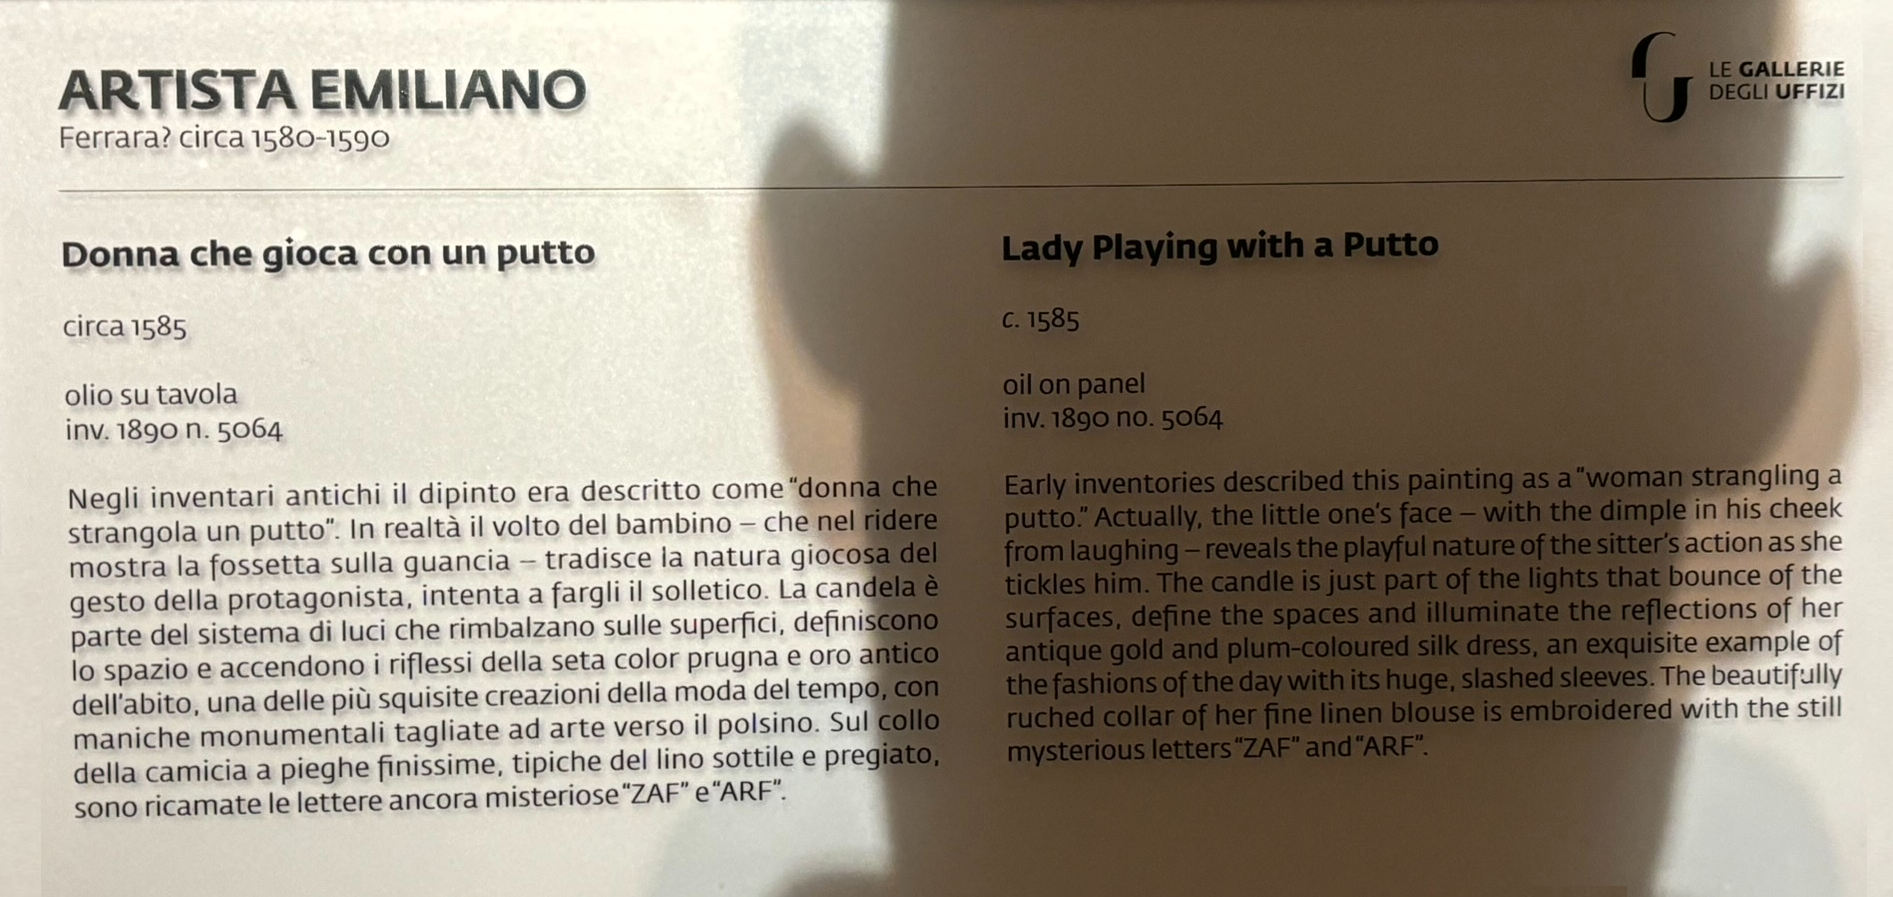 ARTISTA EMILIANO
Ferrara? circa 1580-1590
LE GALLERIE
DEGLI UFFIZI
Donna che gioca con un putto
circa 1585
olio su tavola
inv. 1890 n. 5064
Negli inventari antichi il dipinto era descritto come “donna che
strangola un putto”. In realtà il volto del bambino – che nel ridere
mostra la fossetta sulla guancia – tradisce la natura giocosa del
gesto della protagonista, intenta a fargli il solletico. La candela è
parte del sistema di luci che rimbalzano sulle superfici, definiscono
lo spazio e accendono i riflessi della seta color prugna e oro antico
dell'abito, una delle più squisite creazioni della moda del tempo, con
maniche monumentali tagliate ad arte verso il polsino. Sul collo
della camicia a pieghe finissime, tipiche del lino sottile e pregiato,
sono ricamate le lettere ancora misteriose “ZAF” e “ARF”.
Lady Playing with a Putto
c. 1585
oil on panel
inv. 1890 no. 5064
Early inventories described this painting as a “woman strangling a
putto.” Actually, the little one's face – with the dimple in his cheek
from laughing – reveals the playful nature of the sitter's action as she
tickles him. The candle is just part of the lights that bounce of the
surfaces, define the spaces and illuminate the reflections of her
antique gold and plum-coloured silk dress, an exquisite example of
the fashions of the day with its huge, slashed sleeves. The beautifully
ruched collar of her fine linen blouse is embroidered with the still
mysterious letters “ZAF” and “ARF”.